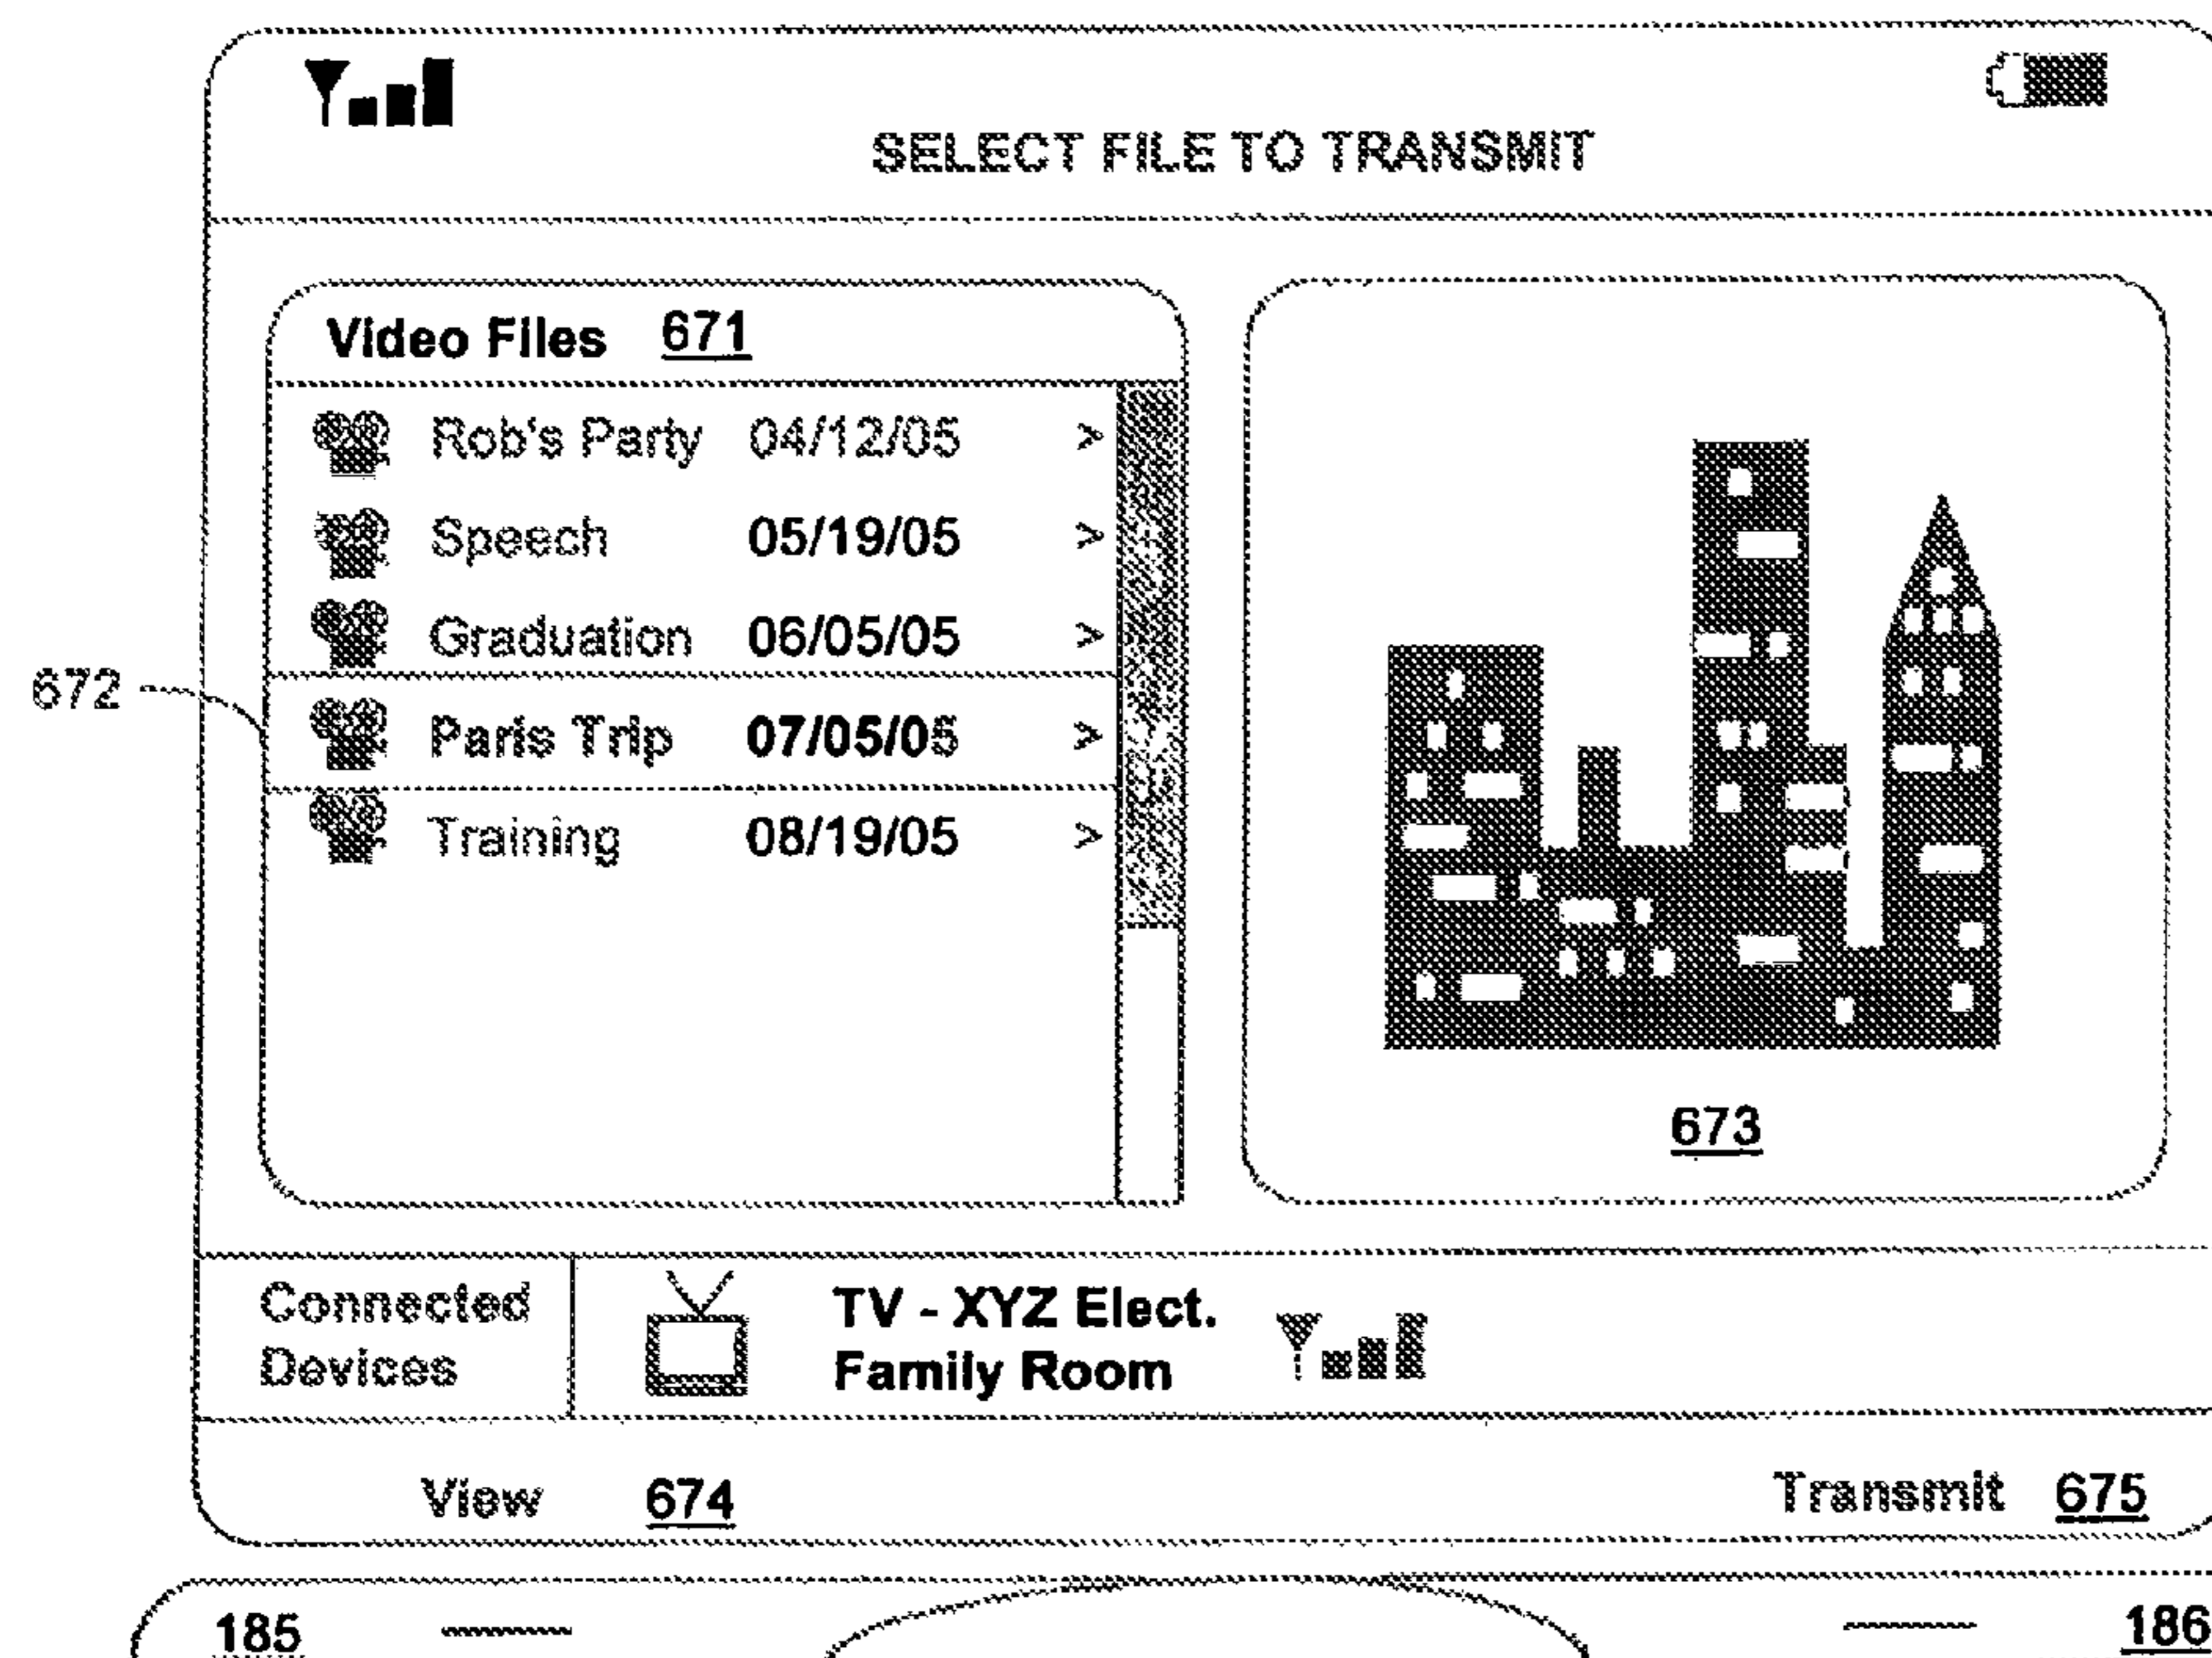 SELECT FILE TO TRANSMIT
Video Files 671
Rob's Party 04/12/05 >
Speech 05/19/05 >
Graduation 06/05/05 >
672
Paris Trip 07/05/05 >
Training 08/19/05 >
673
Connected
Devices
TV - XYZ Elect.
Family Room
View 674
Transmit 675
185
186